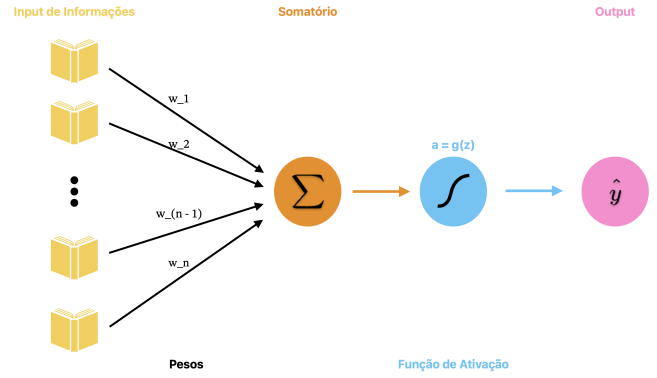 Input de Informações
Somatório
Output
w_1
w_2
a = g(z)
∑
ŷ
w_(n - 1)
w_n
Pesos
Função de Ativação